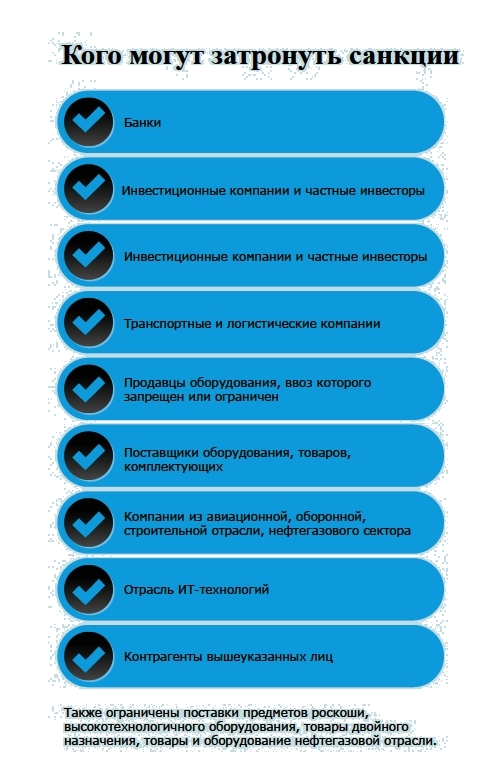 Кого могут затронуть санкции
Банки
Инвестиционные компании и частные инвесторы
Инвестиционные компании и частные инвесторы
Транспортные и логистические компании
Продавцы оборудования, ввоз которого
запрещен или ограничен
Поставщики оборудования, товаров,
комплектующих
Компании из авиационной, оборонной,
строительной отрасли, нефтегазового сектора
Отрасль ИТ-технологий
Контрагенты вышеуказанных лиц
Также ограничены поставки предметов роскоши,
высокотехнологичного оборудования, товары двойного
назначения, товары и оборудование нефтегазовой отрасли.